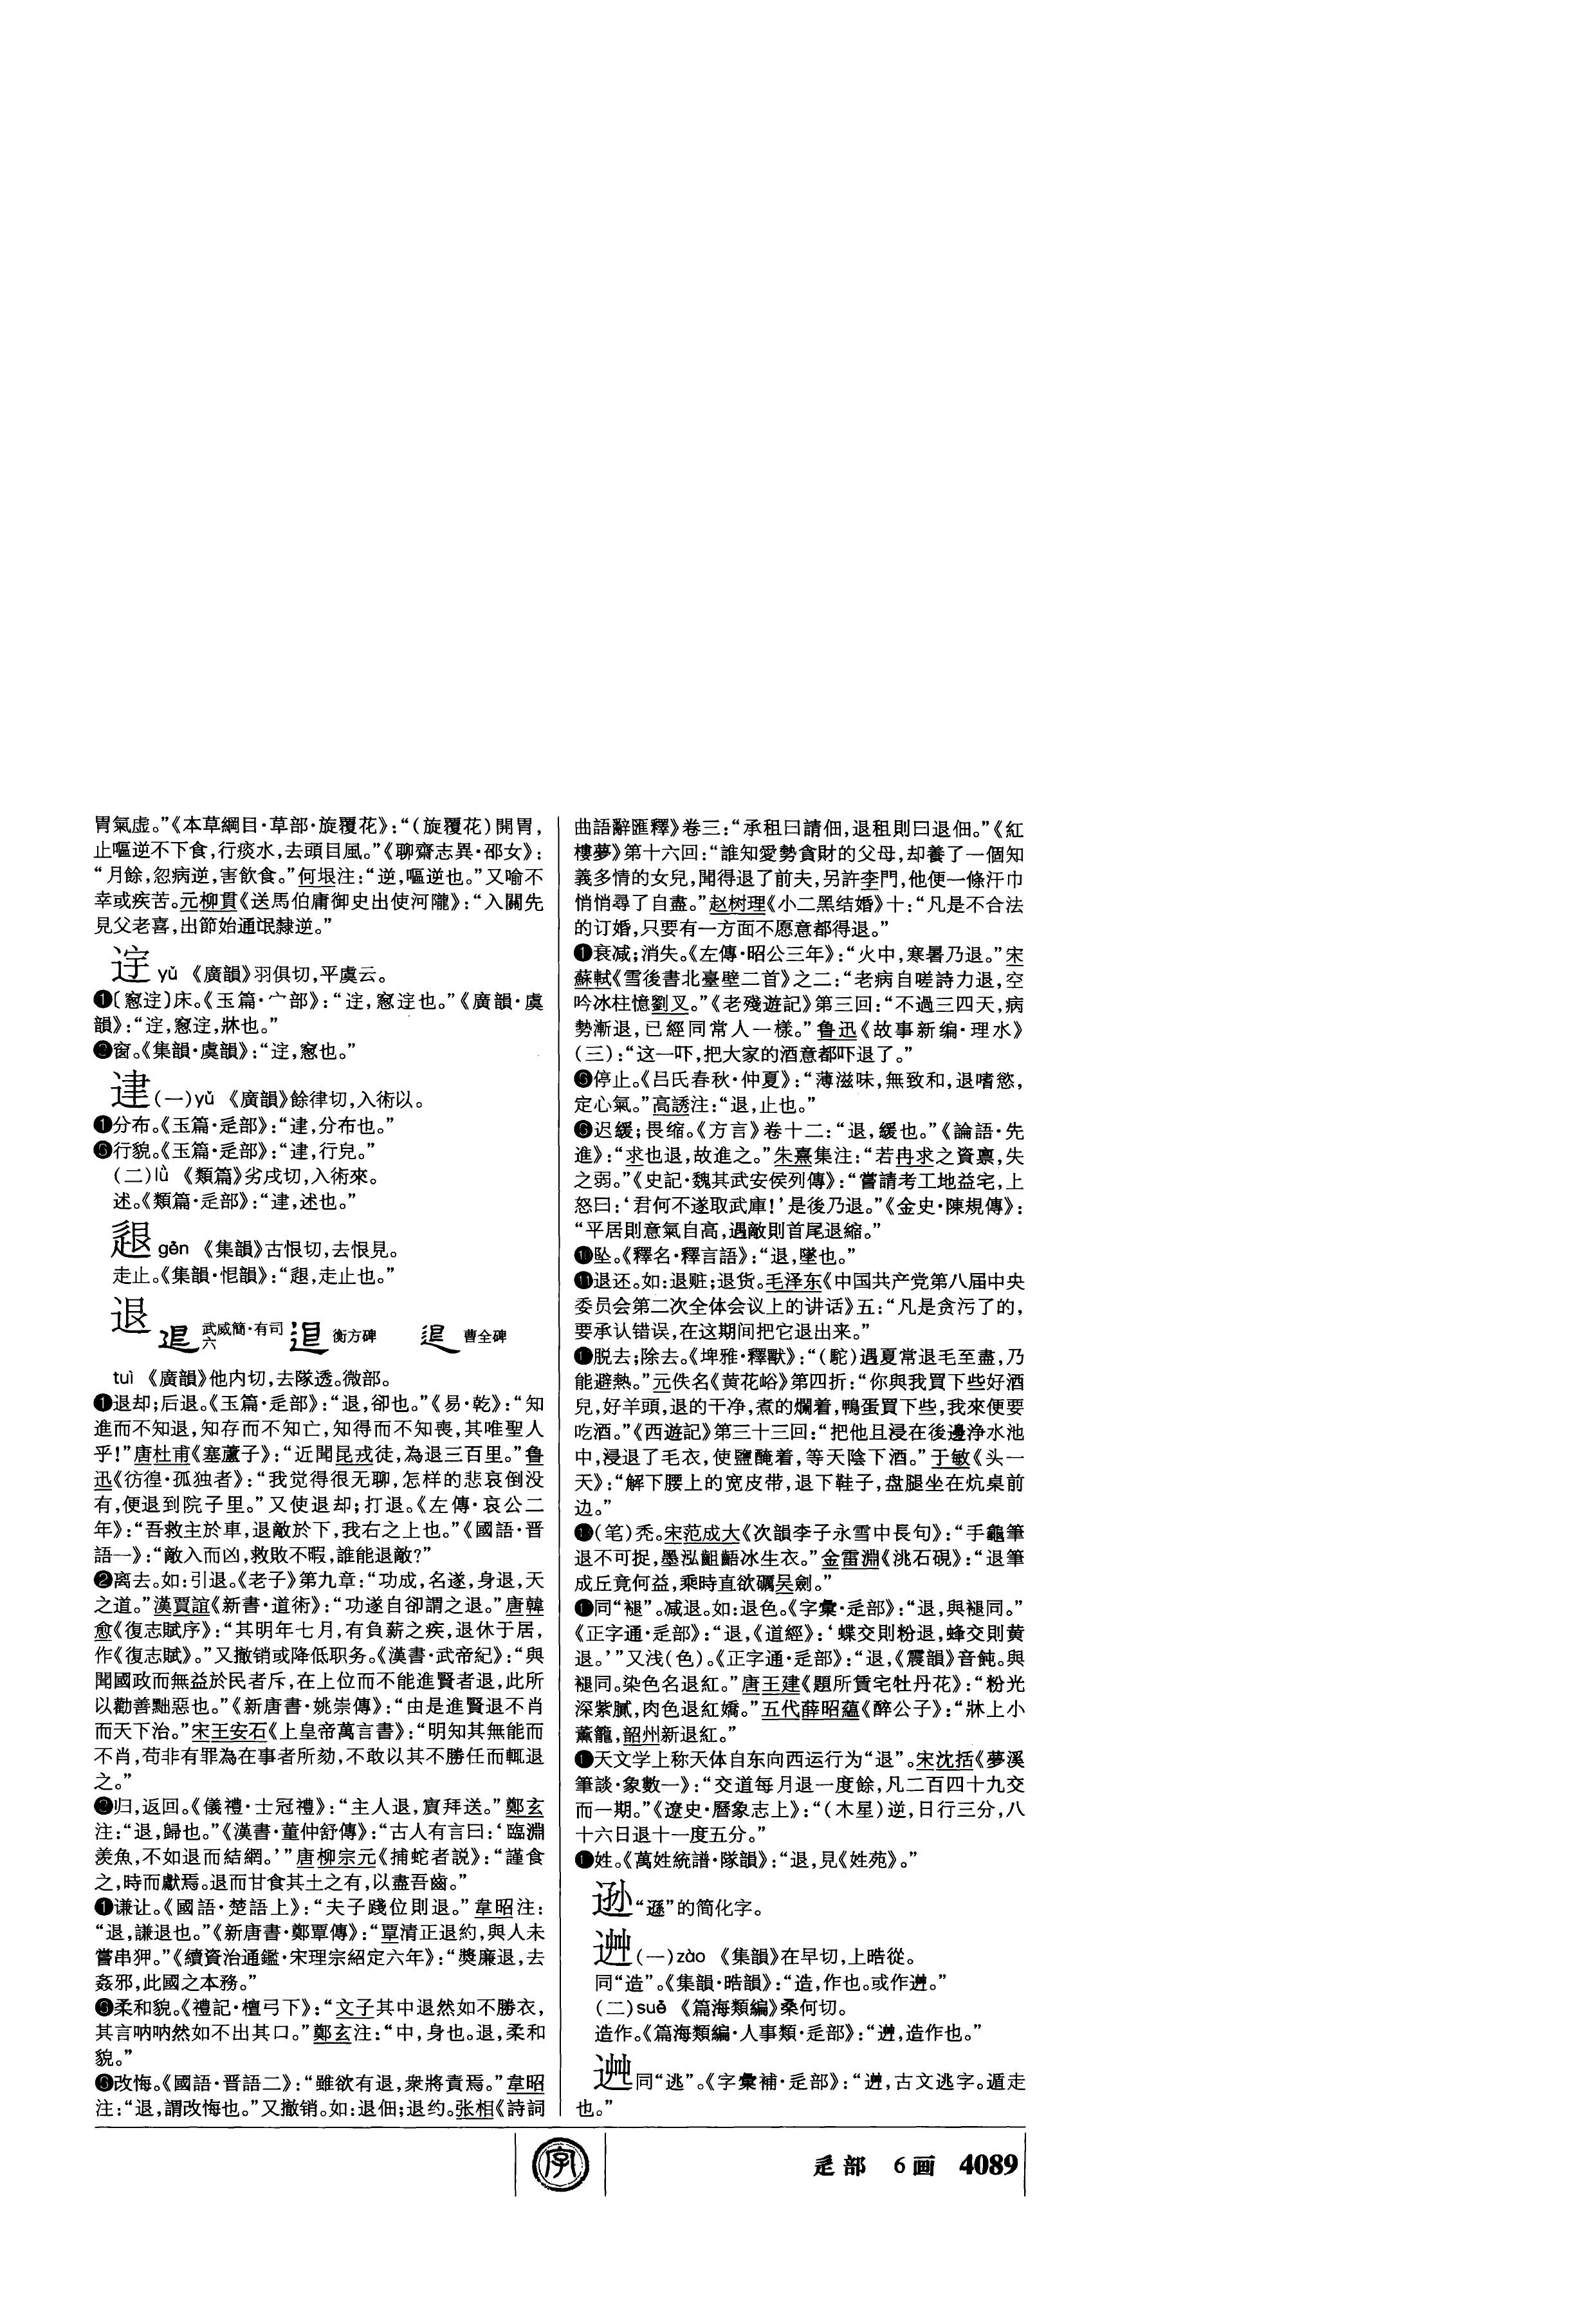 胃氣虚。”《本草綱目·草部·旋覆花》：“（旋覆花）開胃，
止嘔逆不下食，行痰水，去頭目風。”《聊齋志異·邵女》：
“月餘，忽病逆，害飲食。”何垠注：“逆，嘔逆也。”又喻不
幸或疾苦。元柳貫《送馬伯庸御史出使河隴》：“入關先
見父老喜，出節始通氓隸逆。”
迃 yǔ 《廣韻》羽俱切，平虞云。
❶〔窻迃〕床。《玉篇·宀部》：“迃，窻迃也。”《廣韻·虞
韻》：“迃，窻迃，牀也。”
❷窗。《集韻·虞韻》：“迃，窻也。”
𨒥（一）yǔ 《廣韻》餘律切，入術以。
❶分布。《玉篇·辵部》：“𨒥，分布也。”
行貌。《玉篇·辵部》：“𨒥，行皃。”
（二）lǜ 《類篇》劣戌切，入術來。
述。《類篇·辵部》：“𨒥，述也。”
gěn 《集韻》古恨切，去恨見。
走止。《集韻·恨韻》：“，走止也。”
退 退 武威簡·有司六 退 衡方碑 退 曹全碑
tuì 《廣韻》他内切，去隊透。微部。
❶退却；后退。《玉篇·辵部》：“退，卻也。”《易·乾》：“知
進而不知退，知存而不知亡，知得而不知喪，其唯聖人
乎！”唐杜甫《塞蘆子》：“近聞昆戎徒，為退三百里。”鲁
迅《彷徨·孤独者》：“我觉得很无聊，怎样的悲哀倒没
有，便退到院子里。”又使退却；打退。《左傳·哀公二
年》：“吾救主於車，退敵於下，我右之上也。”《國語·晋
語一》：“敵入而凶，救敗不暇，誰能退敵？”
❷离去。如：引退。《老子》第九章：“功成，名遂，身退，天
之道。”漢賈誼《新書·道術》：“功遂自卻謂之退。”唐韓
愈《復志賦序》：“其明年七月，有負薪之疾，退休于居，
作《復志賦》。”又撤销或降低职务。《漢書·武帝紀》：“與
聞國政而無益於民者斥，在上位而不能進賢者退，此所
以勸善黜惡也。”《新唐書·姚崇傳》：“由是進賢退不肖
而天下治。”宋王安石《上皇帝萬言書》：“明知其無能而
不肖，苟非有罪為在事者所劾，不敢以其不勝任而輒退
之。”
归，返回。《儀禮·士冠禮》：“主人退，賓拜送。”鄭玄
注：“退，歸也。”《漢書·董仲舒傳》：“古人有言曰：‘臨淵
羡魚，不如退而結網。’”唐柳宗元《捕蛇者説》：“謹食
之，時而獻焉。退而甘食其土之有，以盡吾齒。”
谦让。《國語·楚語上》：“夫子踐位則退。”韋昭注：
“退，謙退也。”《新唐書·鄭覃傳》：“覃清正退約，與人未
嘗串狎。”《續資治通鑑·宋理宗紹定六年》：“奬廉退，去
姦邪，此國之本務。”
柔和貌。《禮記·檀弓下》：“文子其中退然如不勝衣，
其言呐呐然如不出其口。”鄭玄注：“中，身也。退，柔和
貌。”
改悔。《國語·晋語二》：“雖欲有退，衆將責焉。”韋昭
注：“退，謂改悔也。”又撤销。如：退佃；退约。张相《詩詞
曲語辭匯釋》卷三：“承租曰請佃，退租則曰退佃。”《紅
樓夢》第十六回：“誰知愛勢貪財的父母，却養了一個知
義多情的女兒，聞得退了前夫，另許李門，他便一條汗巾
悄悄尋了自盡。”赵树理《小二黑结婚》十：“凡是不合法
的订婚，只要有一方面不愿意都得退。”
衰减；消失。《左傳·昭公三年》：“火中，寒暑乃退。”宋
蘇軾《雪後書北臺壁二首》之二：“老病自嗟詩力退，空
吟冰柱憶劉叉。”《老殘遊記》第三回：“不過三四天，病
勢漸退，已經同常人一樣。”鲁迅《故事新编·理水》
（三）：“这一吓，把大家的酒意都吓退了。”
停止。《吕氏春秋·仲夏》：“薄滋味，無致和，退嗜慾，
定心氣。”高誘注：“退，止也。”
迟緩；畏缩。《方言》卷十二：“退，緩也。”《論語·先
進》：“求也退，故進之。”朱熹集注：“若冉求之資禀，失
之弱。”《史記·魏其武安侯列傳》：“嘗請考工地益宅，上
怒曰：‘君何不遂取武庫！’是後乃退。”《金史·陳規傳》：
“平居則意氣自高，遇敵則首尾退縮。”
❿坠。《釋名·釋言語》：“退，墜也。”
⓫退还。如：退赃；退货。毛泽东《中国共产党第八届中央
委员会第二次全体会议上的讲话》五：“凡是贪污了的，
要承认错误，在这期间把它退出来。”
脱去；除去。《埤雅·釋獸》：“（駝）遇夏常退毛至盡，乃
能避熱。”元佚名《黄花峪》第四折：“你與我買下些好酒
兒，好羊頭，退的干净，煮的爛着，鴨蛋買下些，我來便要
吃酒。”《西遊記》第三十三回：“把他且浸在後邊净水池
中，浸退了毛衣，使鹽醃着，等天陰下酒。”于敏《头一
天》：“解下腰上的宽皮带，退下鞋子，盘腿坐在炕桌前
边。”
（笔）秃。宋范成大《次韻李子永雪中長句》：“手龜筆
退不可捉，墨泓齟齬冰生衣。”金雷淵《洮石硯》：“退筆
成丘竟何益，乘時直欲礪吴劍。”
同“褪”。减退。如：退色。《字彙·辵部》：“退，與褪同。”
《正字通·辵部》：“退，《道經》：‘蝶交則粉退，蜂交則黄
退。’”又浅（色）。《正字通·辵部》：“退，《震韻》音飩。與
褪同。染色名退紅。”唐王建《題所賃宅牡丹花》：“粉光
深紫膩，肉色退紅嬌。”五代薛昭藴《醉公子》：“牀上小
薰籠，韶州新退紅。”
天文学上称天体自东向西运行为“退”。宋沈括《夢溪
筆談·象數一》：“交道每月退一度餘，凡二百四十九交
而一期。”《遼史·曆象志上》：“（木星）逆，日行三分，八
十六日退十一度五分。”
姓。《萬姓統譜·隊韻》：“退，見《姓苑》。”
逊“遜”的简化字。
（一）zào 《集韻》在早切，上晧從。
同“造”。《集韻·晧韻》：“造，作也。或作。”
（二）suě 《篇海類編》桑何切。
造作。《篇海類編·人事類·辵部》：“，造作也。”
同“逃”。《字彙補·辵部》：“，古文逃字。遁走
也。”
字
辵部 6画 4089